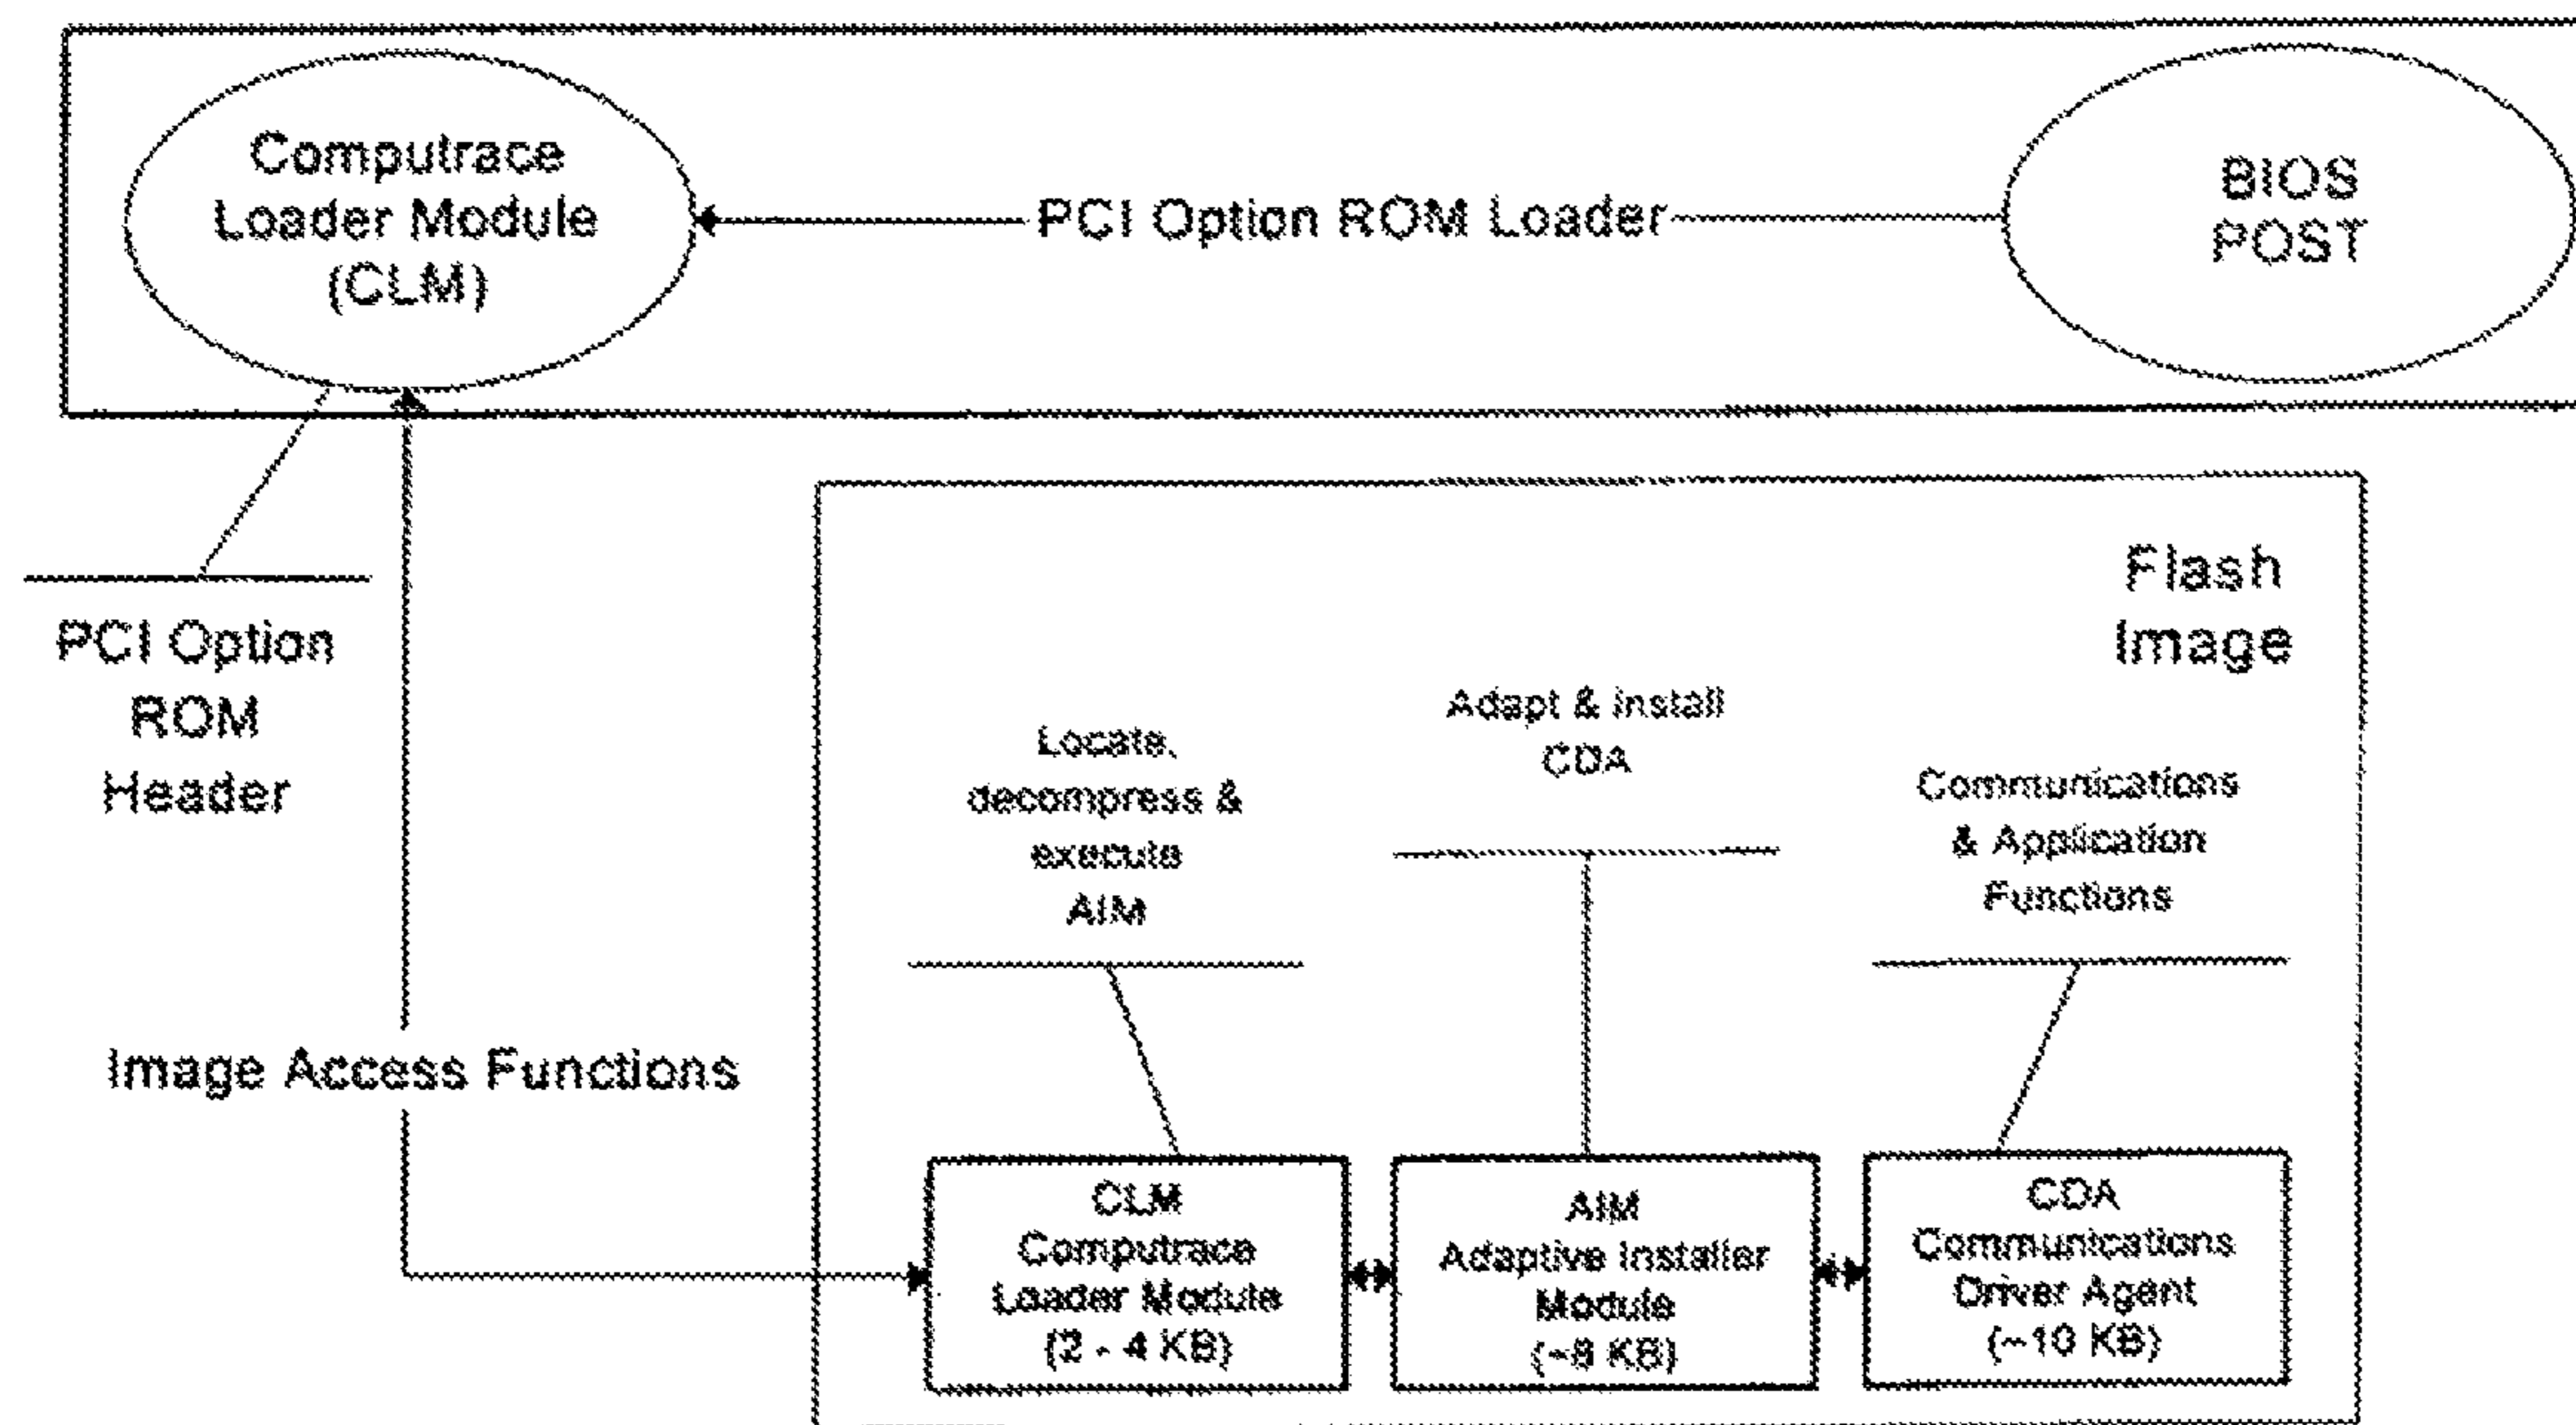 Computrace
Loader Module
(CLM)
PCI Option ROM Loader
BIOS
POST
PCI Option
ROM
Header
Image Access Functions
Flash
Image
Locate,
decompress &
execute
AIM
Adapt & install
CDA
Communications
& Application
Functions
CLM
Computrace
Loader Module
(2 - 4 KB)
AIM
Adaptive Installer
Module
(~8 KB)
CDA
Communications
Driver Agent
(~10 KB)